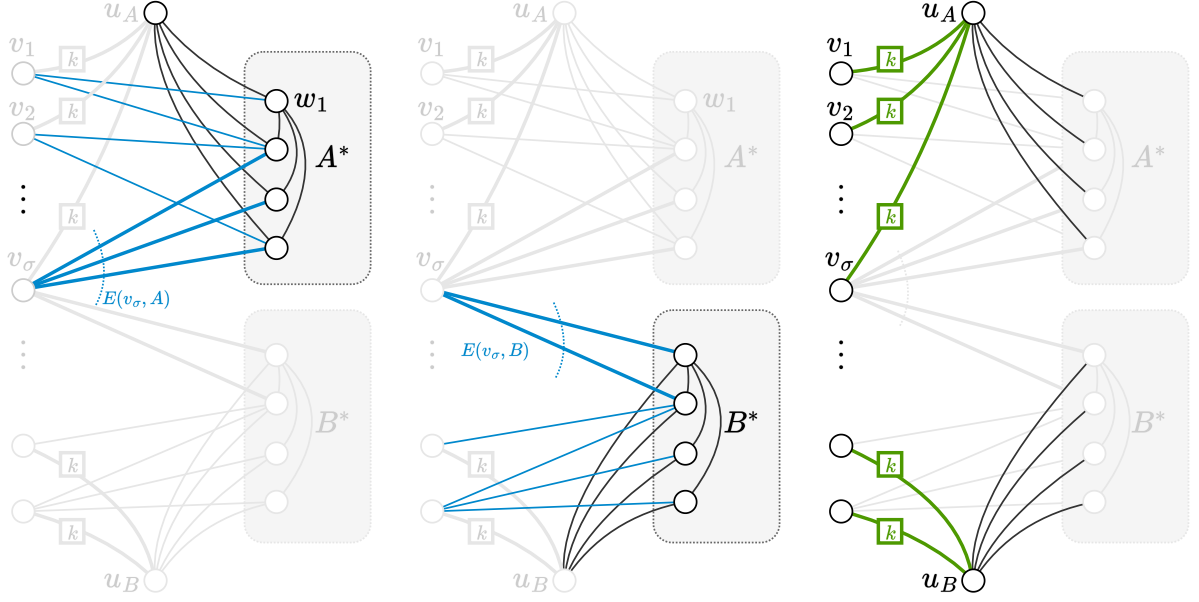 u_A
v_1
k
w_1
v_2
k
A*
⋮
k
v_σ
E(v_σ, A)
⋮
B*
k
k
u_B
u_A
v_1
k
w_1
v_2
k
A*
⋮
k
v_σ
E(v_σ, B)
⋮
B*
k
k
u_B
u_A
v_1
k
v_2
k
A*
⋮
k
v_σ
⋮
B*
k
k
u_B